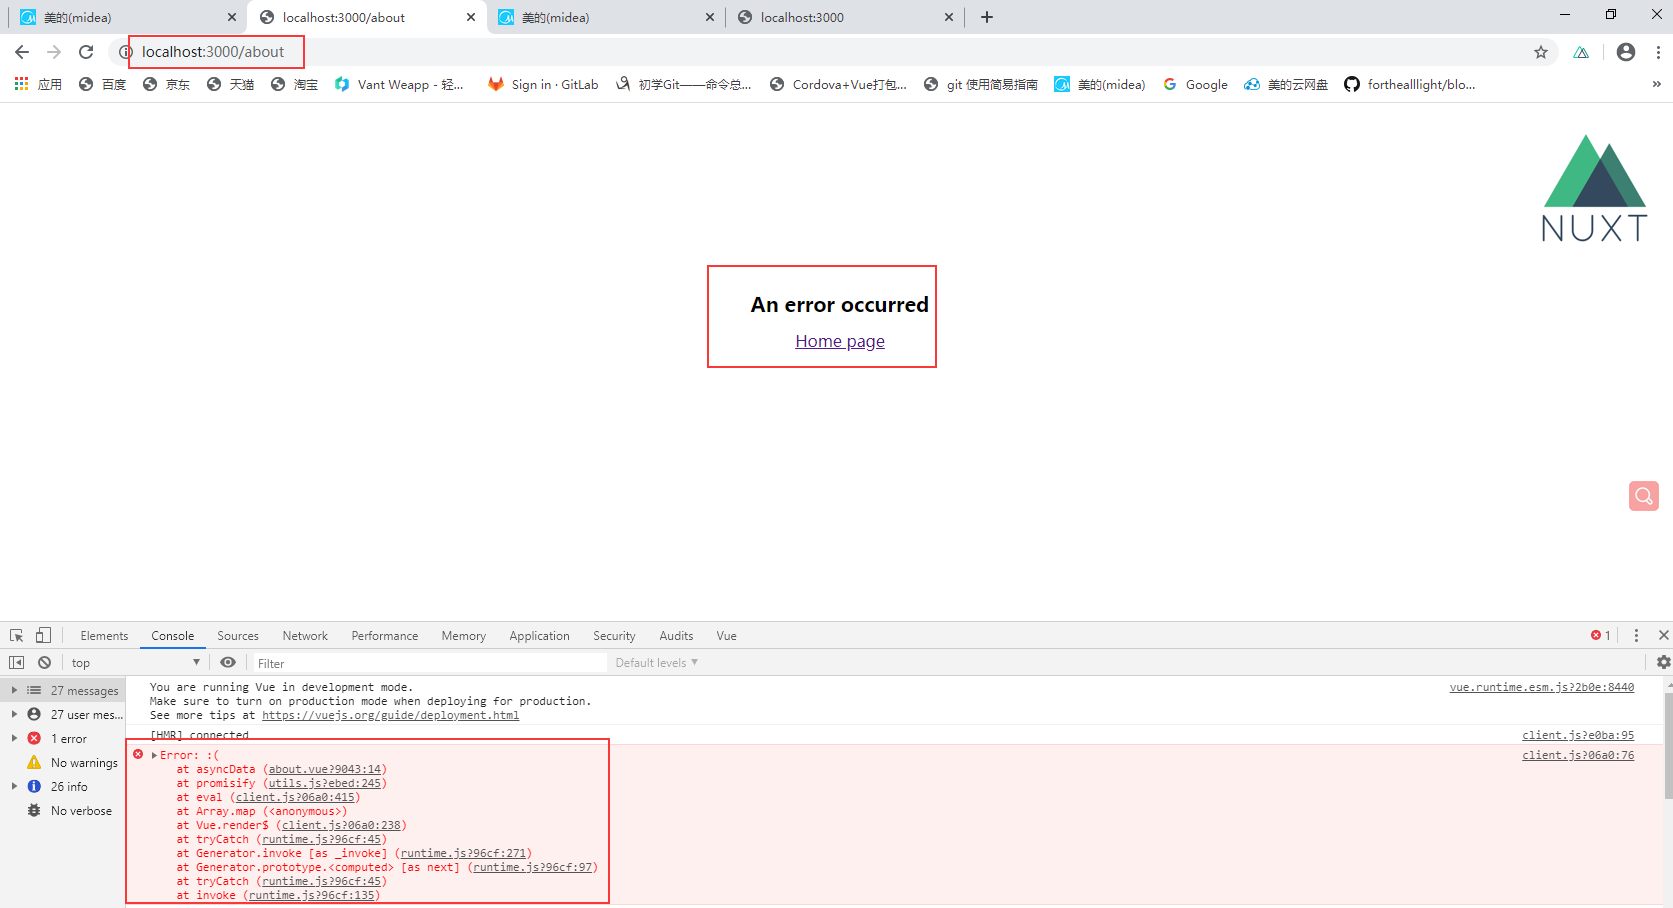 美的(midea)
localhost:3000/about
美的(midea)
localhost:3000
localhost:3000/about
应用
百度
京东
天猫
淘宝
Vant Weapp - 轻...
Sign in · GitLab
初学Git——命令总...
Cordova+Vue打包...
git 使用简易指南
美的(midea)
Google
美的云网盘
forthealllight/blo...
NUXT
An error occurred
Home page
Elements
Console
Sources
Network
Performance
Memory
Application
Security
Audits
Vue
1
top
Filter
Default levels
27 messages
27 user mes...
1 error
No warnings
26 info
No verbose
You are running Vue in development mode. vue.runtime.esm.js?2b0e:8440
Make sure to turn on production mode when deploying for production.
See more tips at https://vuejs.org/guide/deployment.html
[HMR] connected client.js?e0ba:95
Error: :( client.js?06a0:76
at asyncData (about.vue?9043:14)
at promisify (utils.js?ebed:245)
at eval (client.js?06a0:415)
at Array.map (<anonymous>)
at Vue.render$ (client.js?06a0:238)
at tryCatch (runtime.js?96cf:45)
at Generator.invoke [as _invoke] (runtime.js?96cf:271)
at Generator.prototype.<computed> [as next] (runtime.js?96cf:97)
at tryCatch (runtime.js?96cf:45)
at invoke (runtime.js?96cf:135)